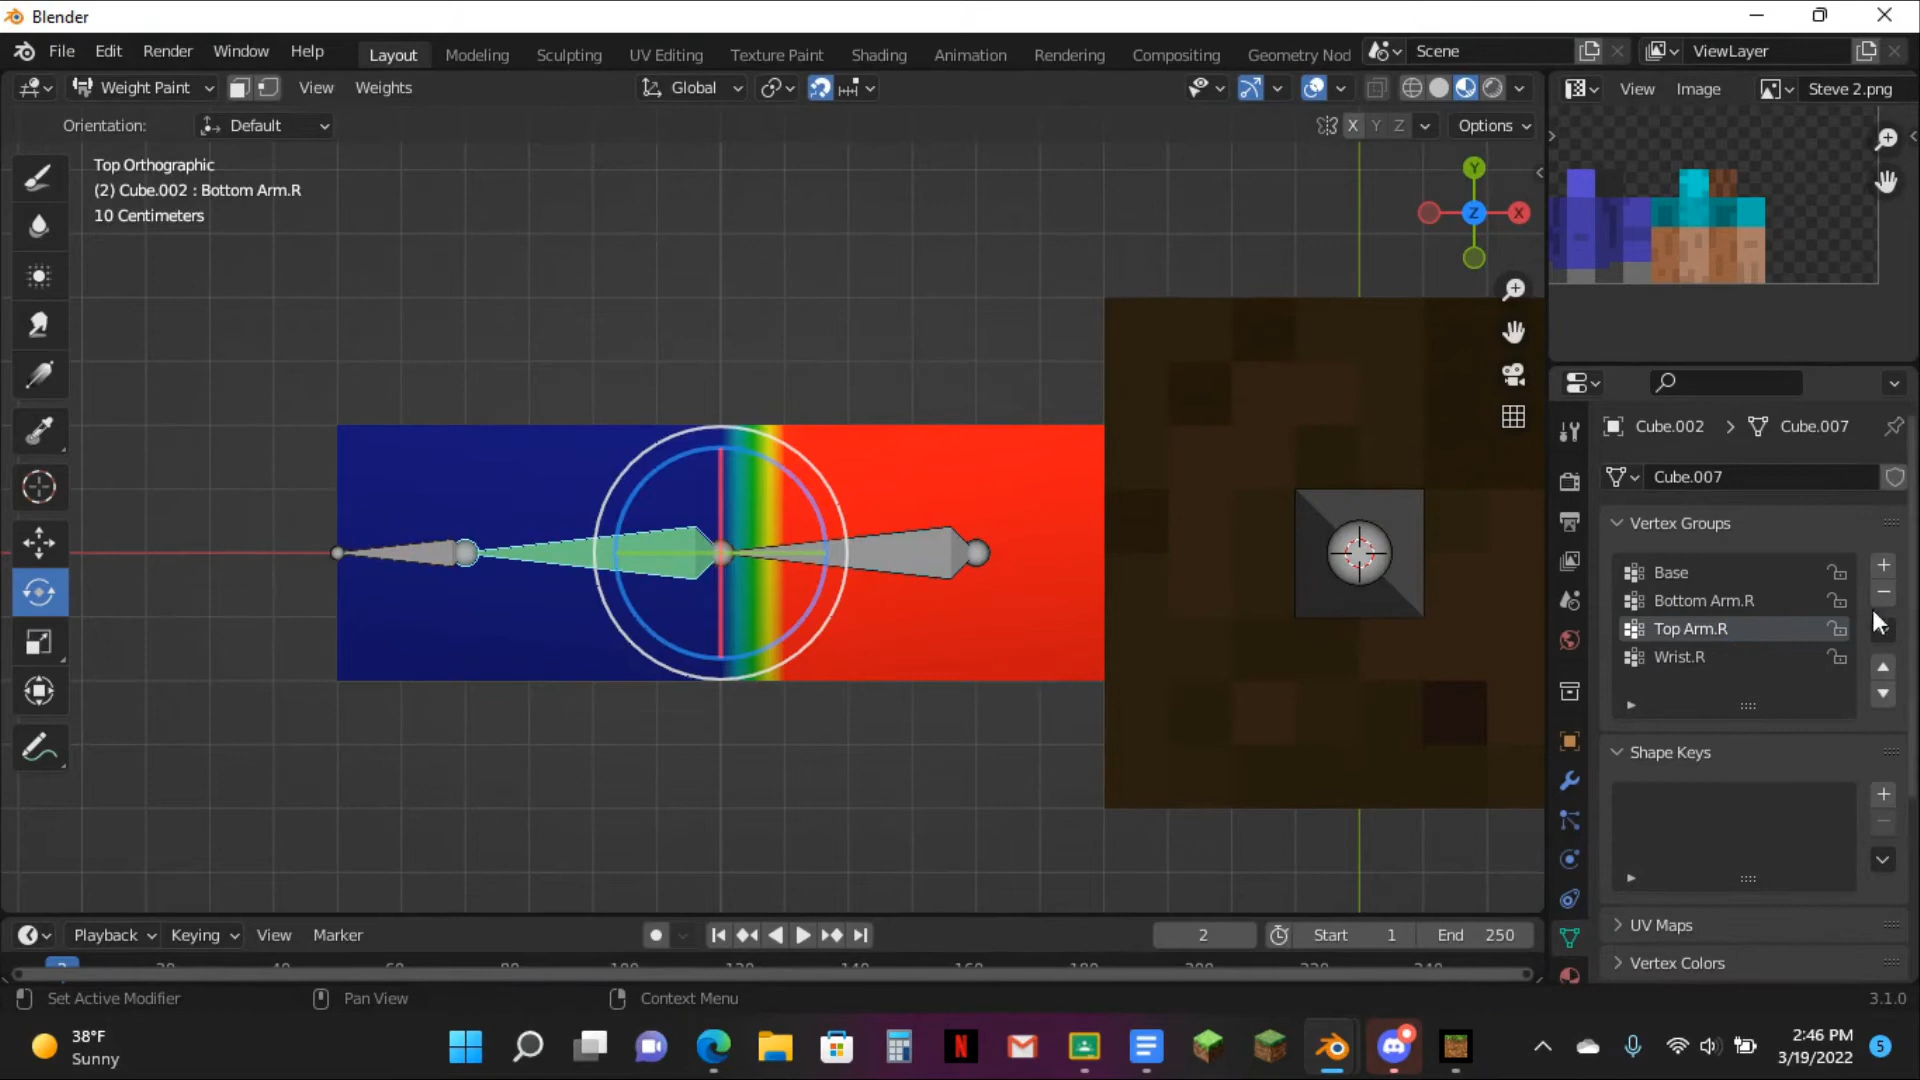 Blender
File Edit Render Window Help
Layout Modeling Sculpting UV Editing Texture Paint Shading Animation Rendering Compositing Geometry Nod
Scene
ViewLayer
Weight Paint
View Weights
Global
View Image
Steve 2.png
Orientation:
Default
X Y Z
Options
Top Orthographic
(2) Cube.002 : Bottom Arm.R
10 Centimeters
Y
Z
X
Cube.002
Cube.007
Cube.007
Vertex Groups
Base
Bottom Arm.R
Top Arm.R
Wrist.R
Shape Keys
UV Maps
Vertex Colors
Playback Keying View Marker
2
Start 1
End 250
2
Set Active Modifier
Pan View
Context Menu
3.1.0
38°F
Sunny
N
2:46 PM
3/19/2022
5